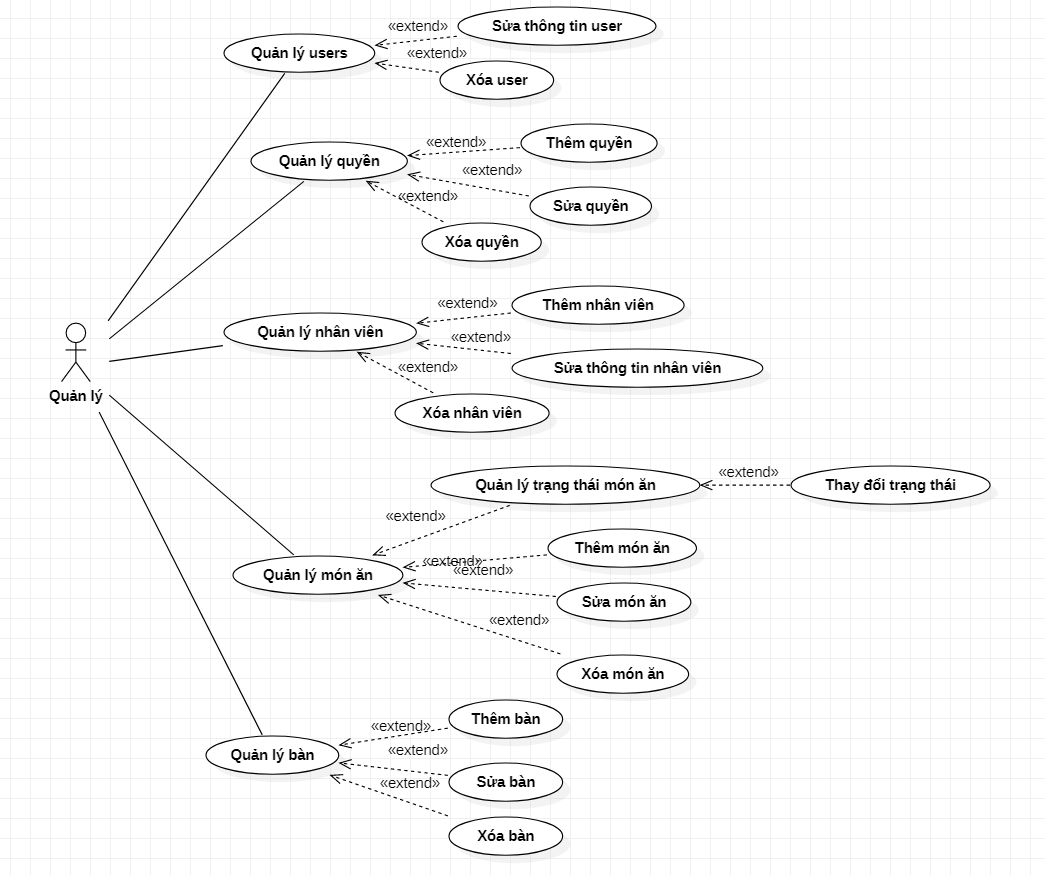 «extend»
Sửa thông tin user
Quản lý users
«extend»
Xóa user
«extend»
Thêm quyền
Quản lý quyền
«extend»
«extend»
Sửa quyền
Xóa quyền
«extend»
Thêm nhân viên
Quản lý nhân viên
«extend»
«extend»
Sửa thông tin nhân viên
Xóa nhân viên
Quản lý
«extend»
Quản lý trạng thái món ăn
Thay đổi trạng thái
«extend»
Thêm món ăn
«extend»
«extend»
Quản lý món ăn
Sửa món ăn
«extend»
Xóa món ăn
Thêm bàn
«extend»
«extend»
Quản lý bàn
«extend»
Sửa bàn
Xóa bàn